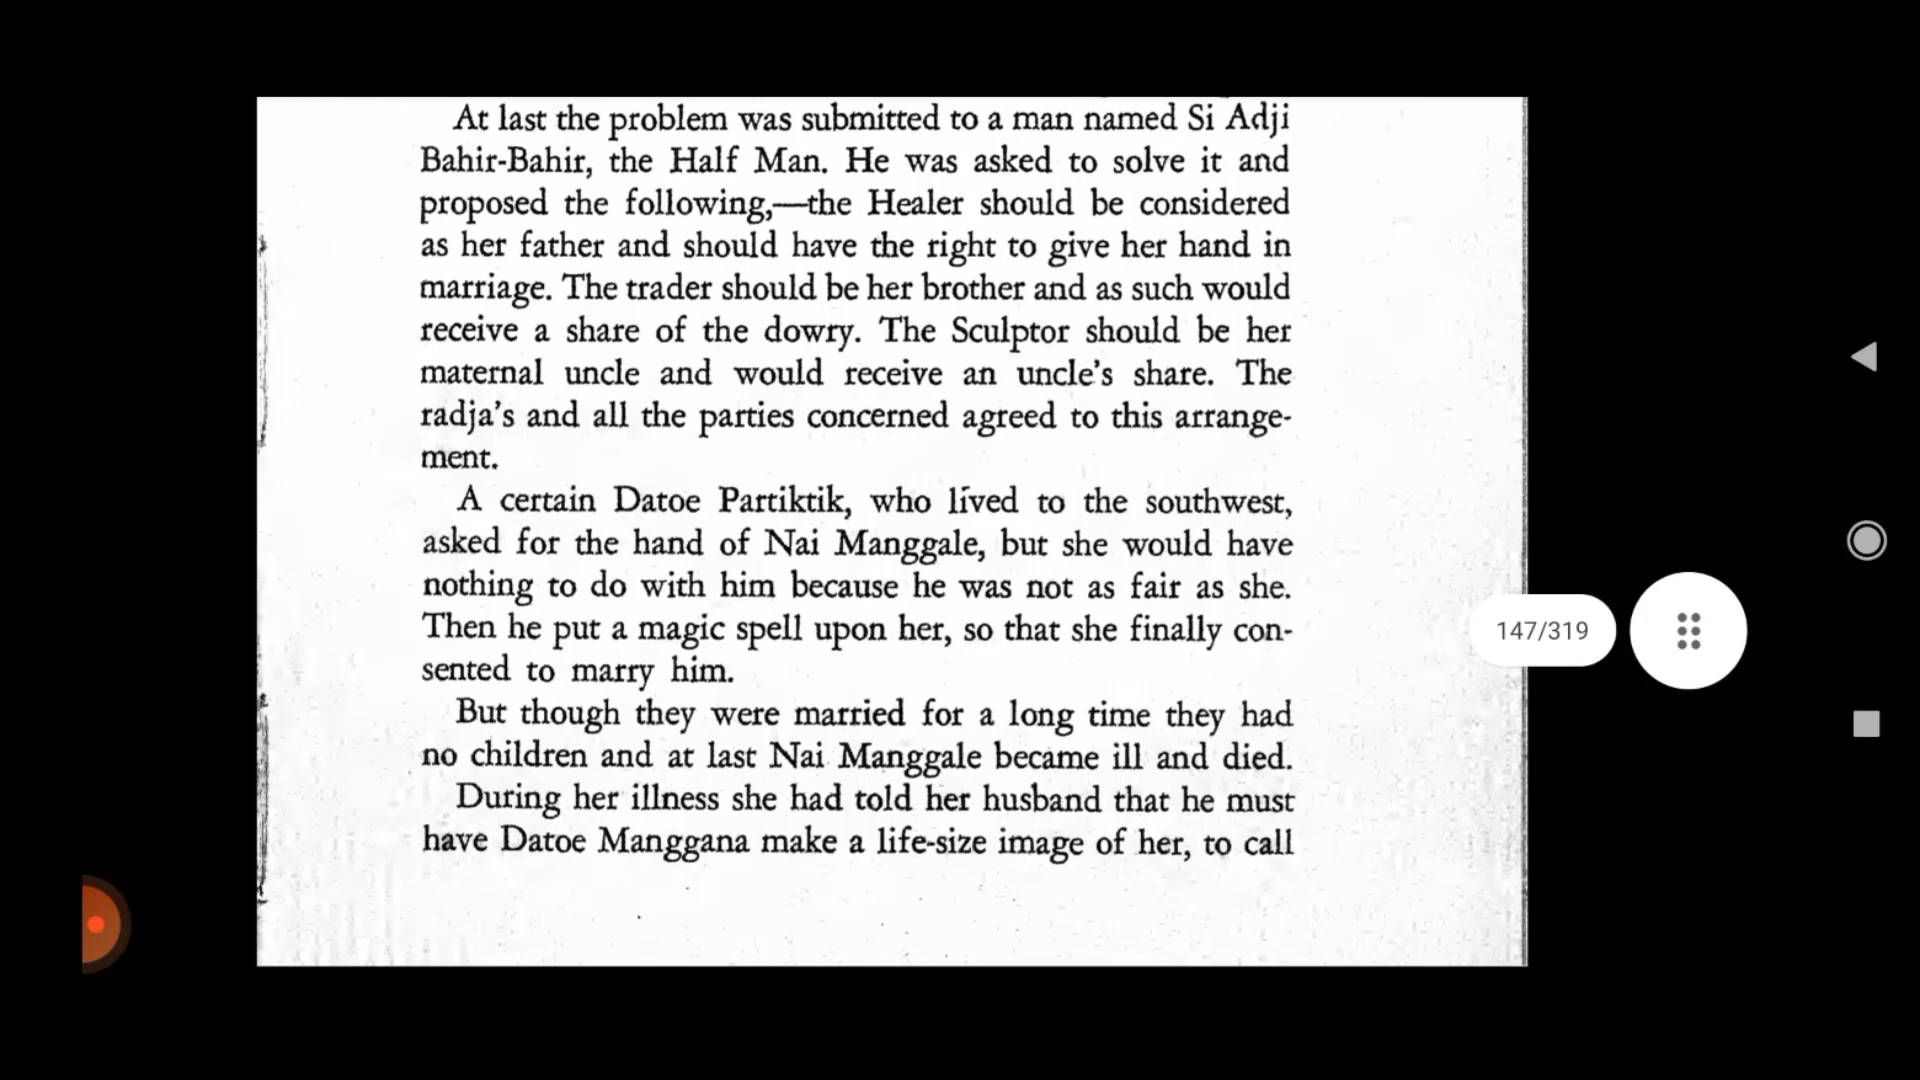 At last the problem was submitted to a man named Si Adji
Bahir-Bahir, the Half Man. He was asked to solve it and
proposed the following,—the Healer should be considered
as her father and should have the right to give her hand in
marriage. The trader should be her brother and as such would
receive a share of the dowry. The Sculptor should be her
maternal uncle and would receive an uncle's share. The
radja's and all the parties concerned agreed to this arrange-
ment.
A certain Datoe Partiktik, who lived to the southwest,
asked for the hand of Nai Manggale, but she would have
nothing to do with him because he was not as fair as she.
Then he put a magic spell upon her, so that she finally con-
sented to marry him.
But though they were married for a long time they had
no children and at last Nai Manggale became ill and died.
During her illness she had told her husband that he must
have Datoe Manggana make a life-size image of her, to call
147/319